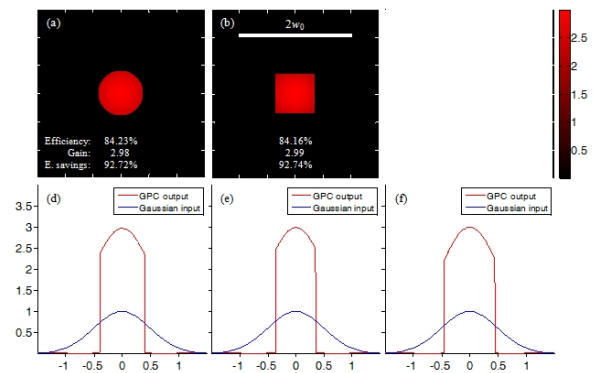 (a)
(b)
2w₀
Efficiency: 84.23%
Gain: 2.98
E. savings: 92.72%
84.16%
2.99
92.74%
2.5
2
1.5
1
0.5
(d)
GPC output
Gaussian input
3.5
3
2.5
2
1.5
1
0.5
-1 -0.5 0 0.5 1
(e)
GPC output
Gaussian input
-1 -0.5 0 0.5 1
(f)
GPC output
Gaussian input
-1 -0.5 0 0.5 1